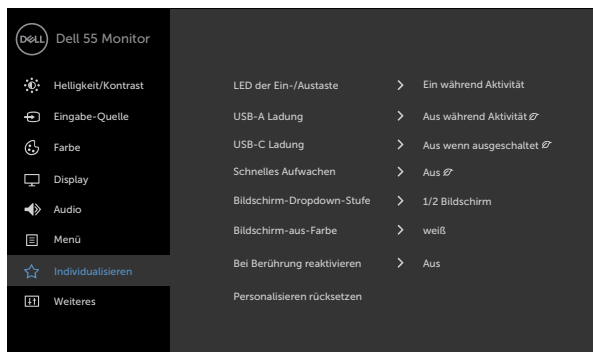 DELL Dell 55 Monitor
Helligkeit/Kontrast
Eingabe-Quelle
Farbe
Display
Audio
Menü
Individualisieren
Weiteres
LED der Ein-/Austaste Ein während Aktivität
USB-A Ladung Aus während Aktivität
USB-C Ladung Aus wenn ausgeschaltet
Schnelles Aufwachen Aus
Bildschirm-Dropdown-Stufe 1/2 Bildschirm
Bildschirm-aus-Farbe weiß
Bei Berührung reaktivieren Aus
Personalisieren rücksetzen